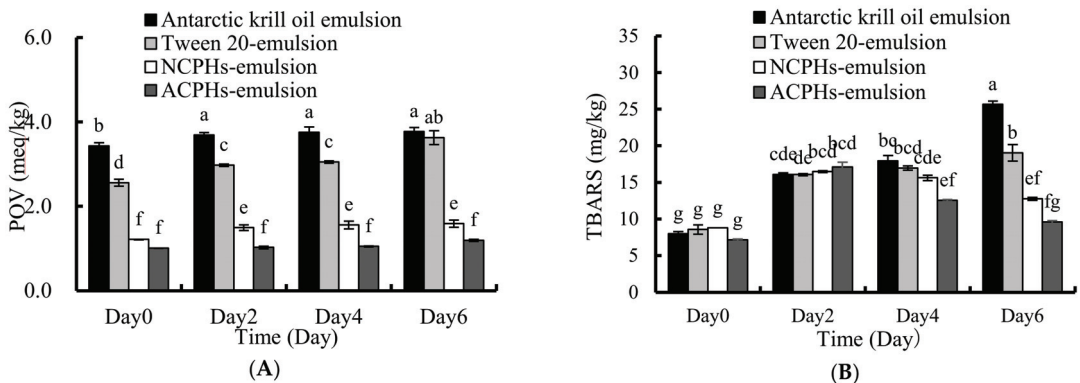 Antarctic krill oil emulsion
Tween 20-emulsion
NCPHs-emulsion
ACPHs-emulsion
POV (meq/kg)
6.0
4.0
2.0
0.0
b d f f
a c e f
a c e f
a ab e f
Day0 Day2 Day4 Day6
Time (Day)
(A)
Antarctic krill oil emulsion
Tween 20-emulsion
NCPHs-emulsion
ACPHs-emulsion
TBARS (mg/kg)
35
30
25
20
15
10
5
0
g g g g
cde de bcd bcd
bc bcd cde ef
a b ef fg
Day0 Day2 Day4 Day6
Time (Day)
(B)